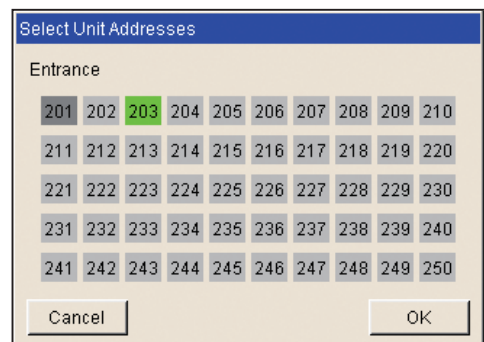 Select Unit Addresses
Entrance
201 202 203 204 205 206 207 208 209 210
211 212 213 214 215 216 217 218 219 220
221 222 223 224 225 226 227 228 229 230
231 232 233 234 235 236 237 238 239 240
241 242 243 244 245 246 247 248 249 250
Cancel OK